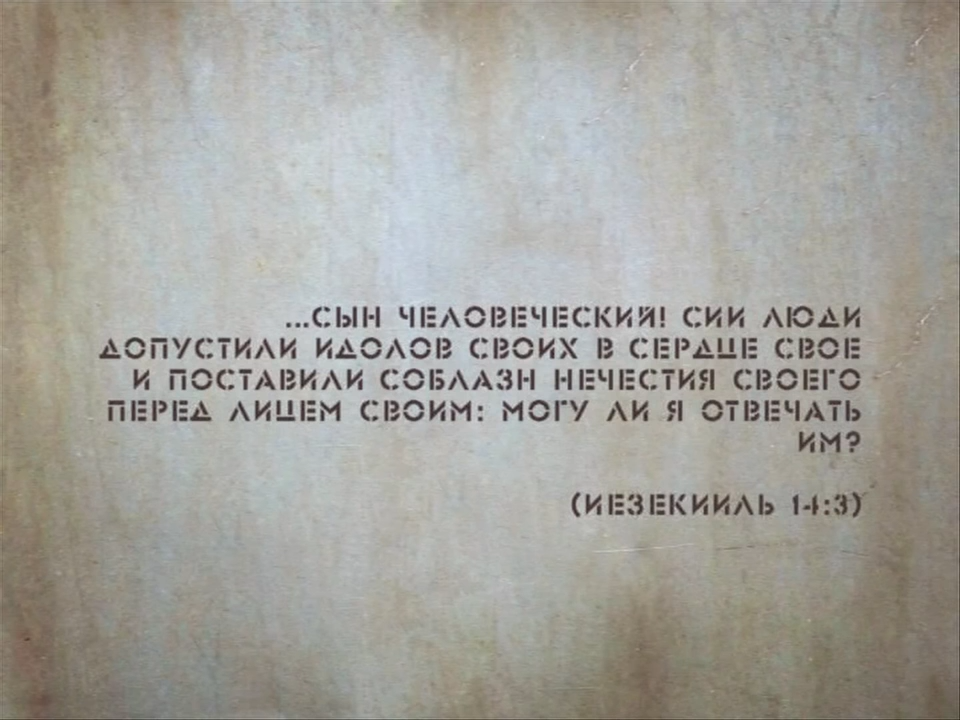 ...СЫН ЧЕЛОВЕЧЕСКИЙ! СИИ ЛЮДИ
ДОПУСТИЛИ ИДОЛОВ СВОИХ В СЕРДЦЕ СВОЕ
И ПОСТАВИЛИ СОБЛАЗН НЕЧЕСТИЯ СВОЕГО
ПЕРЕД ЛИЦЕМ СВОИМ: МОГУ ЛИ Я ОТВЕЧАТЬ
ИМ?
(ИЕЗЕКИИЛЬ 14:3)